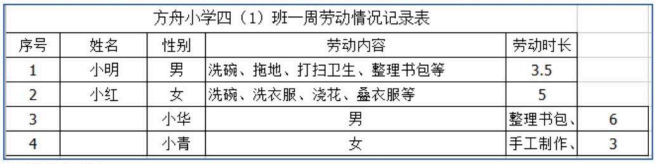 方舟小学四（1）班一周劳动情况记录表
序号 姓名 性别 劳动内容 劳动时长
1 小明 男 洗碗、拖地、打扫卫生、整理书包等 3.5
2 小红 女 洗碗、洗衣服、浇花、叠衣服等 5
3 小华 男 整理书包、 6
4 小青 女 手工制作、 3